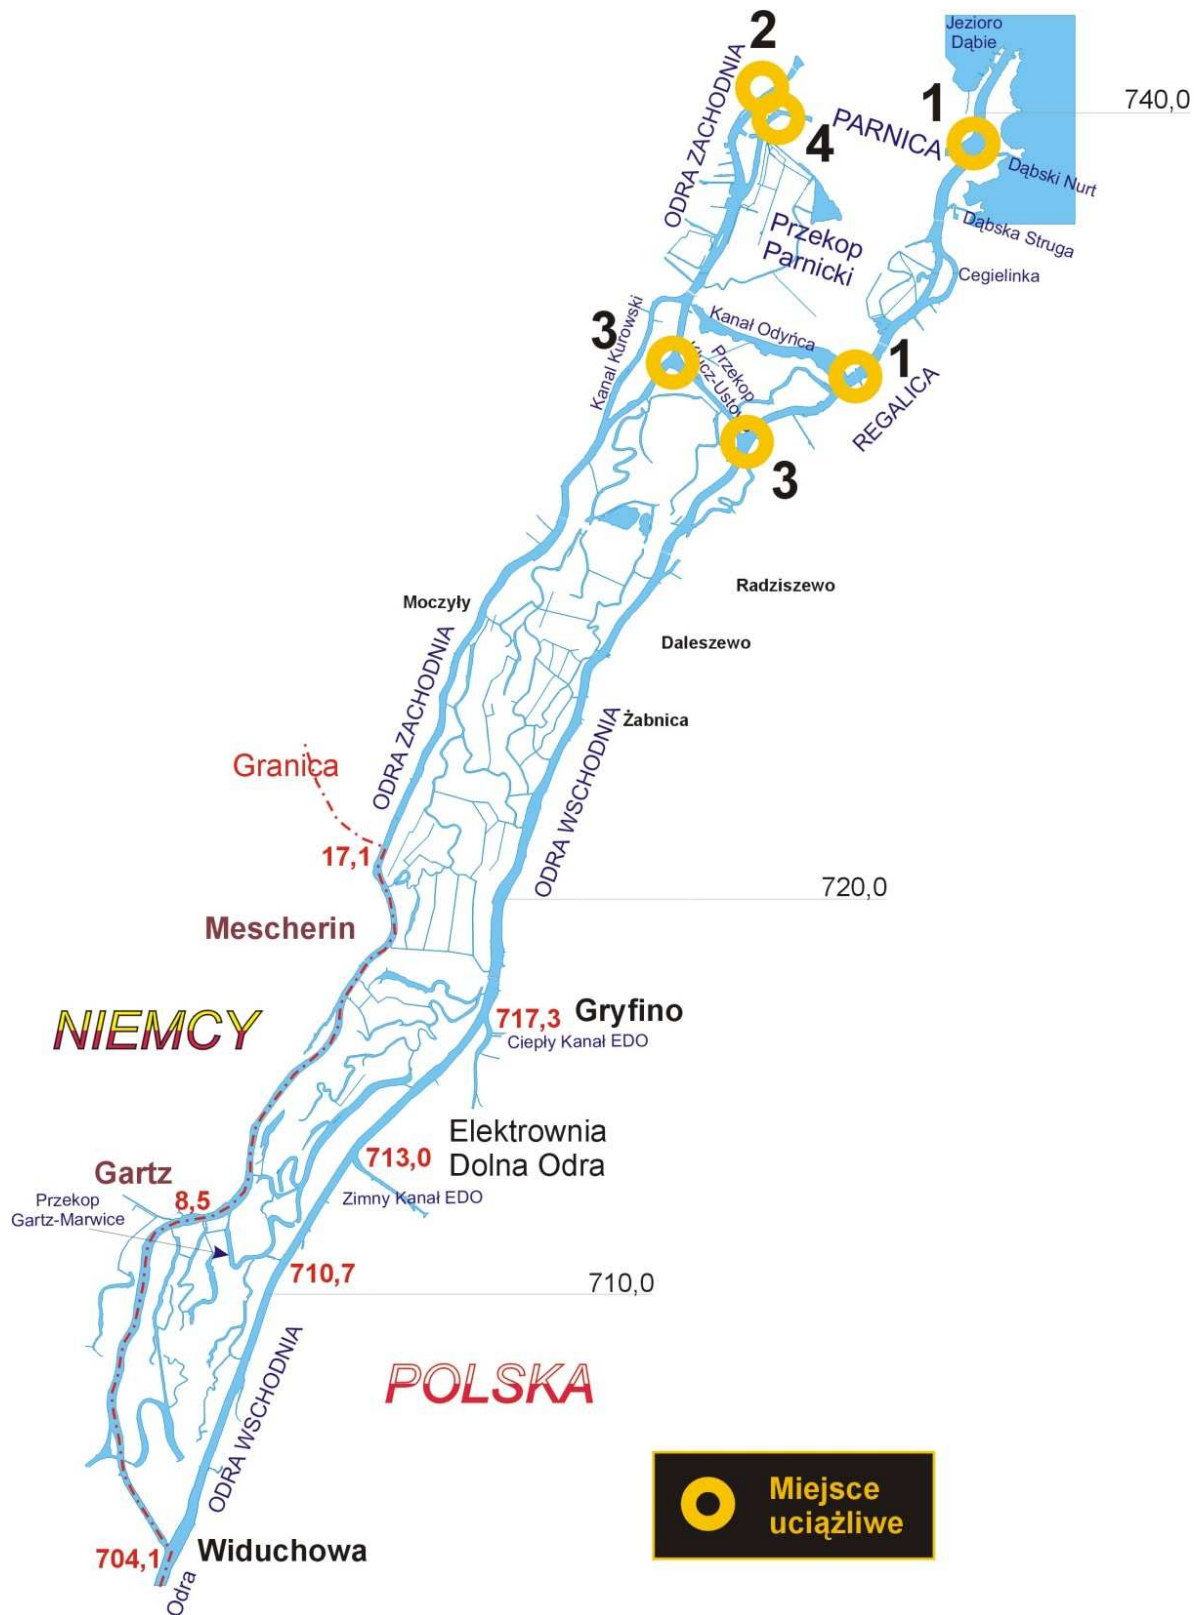 2
Jezioro
Dąbie
740,0
1
ODRA ZACHODNIA
4
PARNICA
Dąbski Nurt
Dąbska Struga
Przekop
Parnicki
Cegielinka
Kanał Odyńca
Kanał Kurowski
3
Przekop
Klucz-Ustowo
1
REGALICA
3
Radziszewo
Moczyły
Daleszewo
ODRA ZACHODNIA
Żabnica
Granica
ODRA WSCHODNIA
17,1
720,0
Mescherin
NIEMCY
717,3 Gryfino
Ciepły Kanał EDO
Elektrownia
Dolna Odra
713,0
Gartz
Zimny Kanał EDO
8,5
Przekop
Gartz-Marwice
710,7
710,0
POLSKA
ODRA WSCHODNIA
Miejsce
uciążliwe
704,1 Widuchowa
Odra